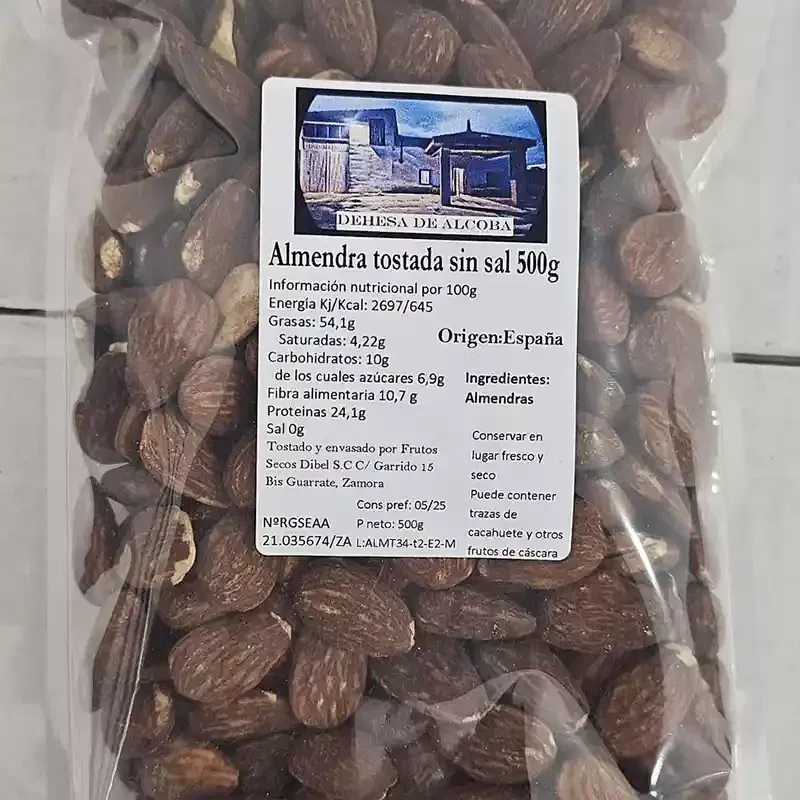 DEHESA DE ALCOBA
Almendra tostada sin sal 500g
Información nutricional por 100g
Energía Kj/Kcal: 2697/645
Grasas: 54,1g
Saturadas: 4,22g
Carbohidratos: 10g
de los cuales azúcares 6,9g
Fibra alimentaria 10,7 g
Proteinas 24,1g
Sal 0g
Tostado y envasado por Frutos
Secos Dibel S.C C/ Garrido 15
Bis Guarrate, Zamora
Cons pref: 05/25
NºRGSEAA
P neto: 500g
21.035674/ZA L:ALMT34-t2-E2-M
Origen:España
Ingredientes:
Almendras
Conservar en
lugar fresco y
seco
Puede contener
trazas de
cacahuete y otros
frutos de cáscara